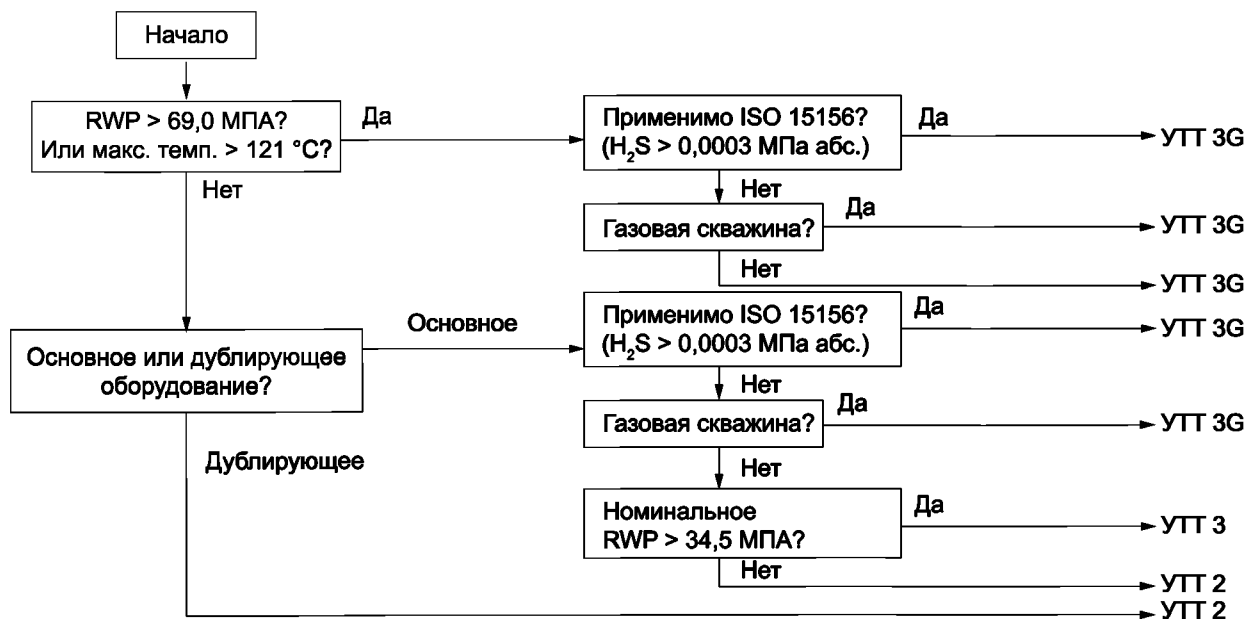 Начало
RWP > 69,0 МПА?
Или макс. темп. > 121 °C?
Да
Применимо ISO 15156?
(H₂S > 0,0003 МПа абс.)
Да
УТТ 3G
Нет
Нет
Газовая скважина?
Да
УТТ 3G
Нет
УТТ 3G
Основное или дублирующее
оборудование?
Основное
Применимо ISO 15156?
(H₂S > 0,0003 МПа абс.)
Да
УТТ 3G
Нет
Газовая скважина?
Да
УТТ 3G
Дублирующее
Нет
Номинальное
RWP > 34,5 МПА?
Да
УТТ 3
Нет
УТТ 2
УТТ 2